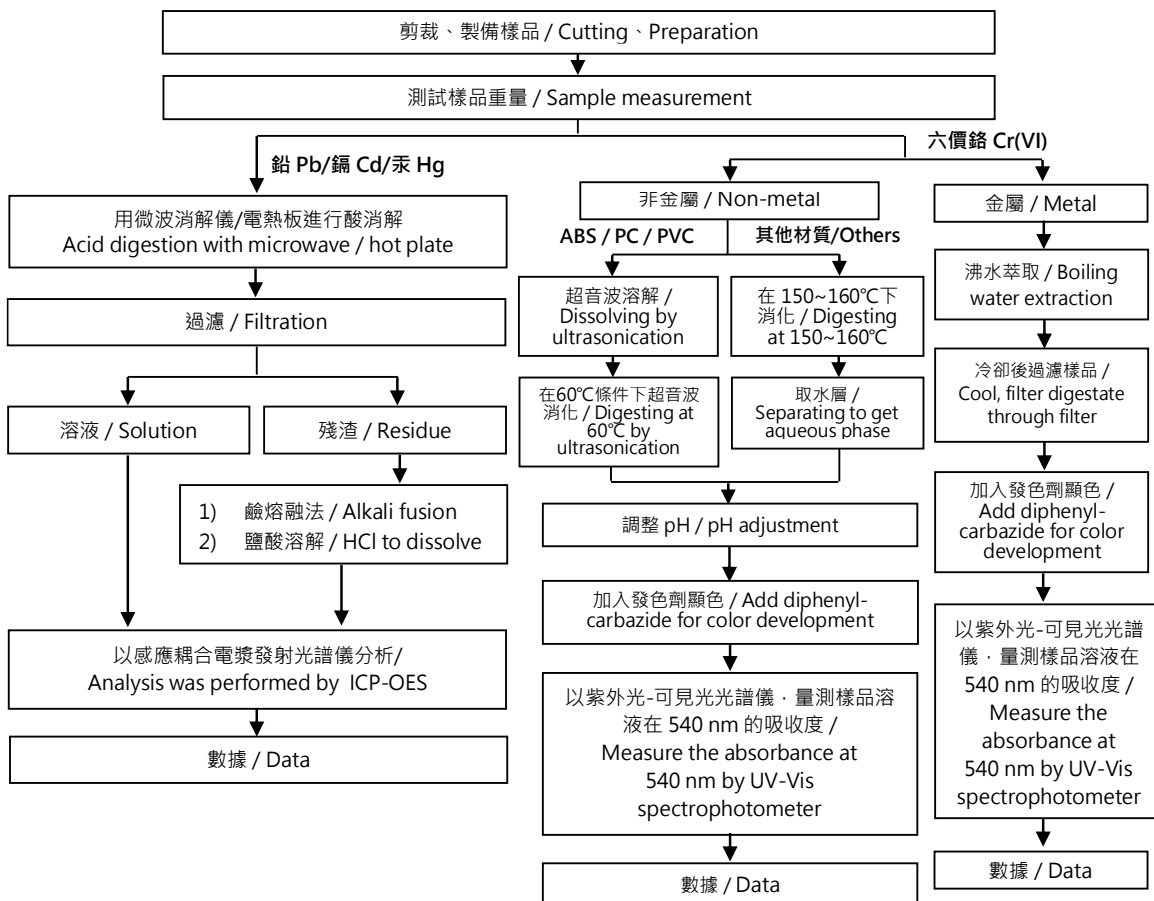 剪裁、製備樣品 / Cutting、Preparation
測試樣品重量 / Sample measurement
鉛 Pb/鎘 Cd/汞 Hg
六價鉻 Cr(VI)
用微波消解儀/電熱板進行酸消解
Acid digestion with microwave / hot plate
過濾 / Filtration
溶液 / Solution
殘渣 / Residue
1) 鹼熔融法 / Alkali fusion
2) 鹽酸溶解 / HCl to dissolve
以感應耦合電漿發射光譜儀分析/
Analysis was performed by ICP-OES
數據 / Data
非金屬 / Non-metal
ABS / PC / PVC
其他材質/Others
超音波溶解 /
Dissolving by
ultrasonication
在60℃條件下超音波
消化 / Digesting at
60℃ by
ultrasonication
在 150~160℃下
消化 / Digesting
at 150~160℃
取水層 /
Separating to get
aqueous phase
調整 pH / pH adjustment
加入發色劑顯色 / Add diphenyl-
carbazide for color development
以紫外光-可見光光譜儀，量測樣品溶
液在 540 nm 的吸收度 /
Measure the absorbance at
540 nm by UV-Vis
spectrophotometer
數據 / Data
金屬 / Metal
沸水萃取 / Boiling
water extraction
冷卻後過濾樣品 /
Cool, filter digestate
through filter
加入發色劑顯色 /
Add diphenyl-
carbazide for color
development
以紫外光-可見光光譜
儀，量測樣品溶液在
540 nm 的吸收度 /
Measure the
absorbance at
540 nm by UV-Vis
spectrophotometer
數據 / Data